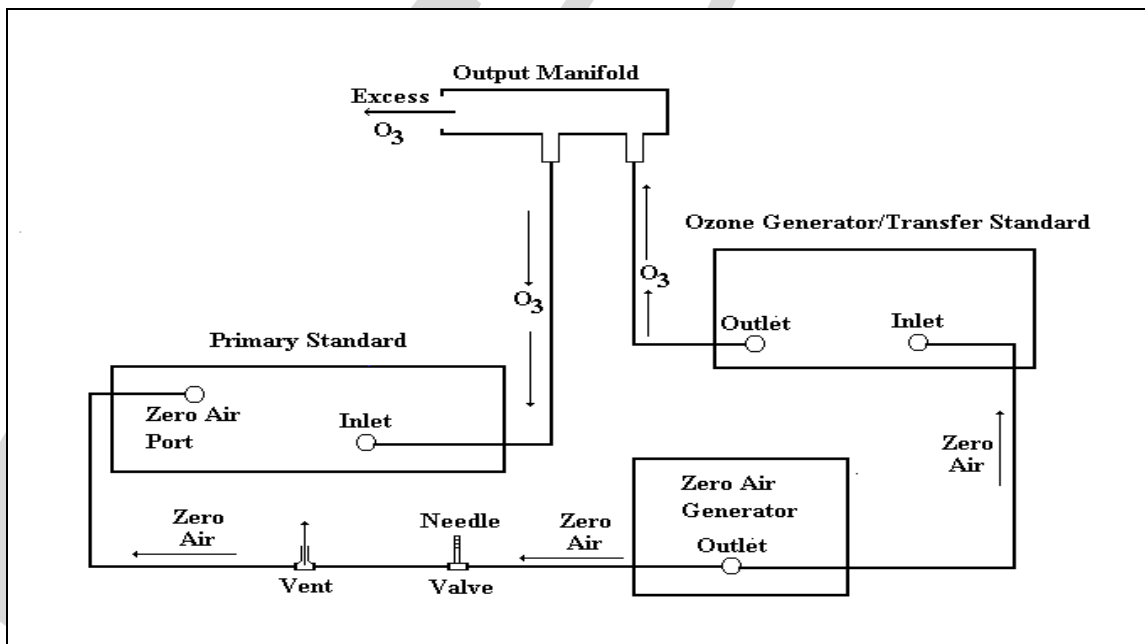 Output Manifold
Excess
O3
Ozone Generator/Transfer Standard
O3
O3
Outlet
Inlet
Primary Standard
Zero Air
Port
Inlet
Zero
Air
Zero Air
Generator
Outlet
Zero
Air
Needle
Valve
Zero
Air
Vent